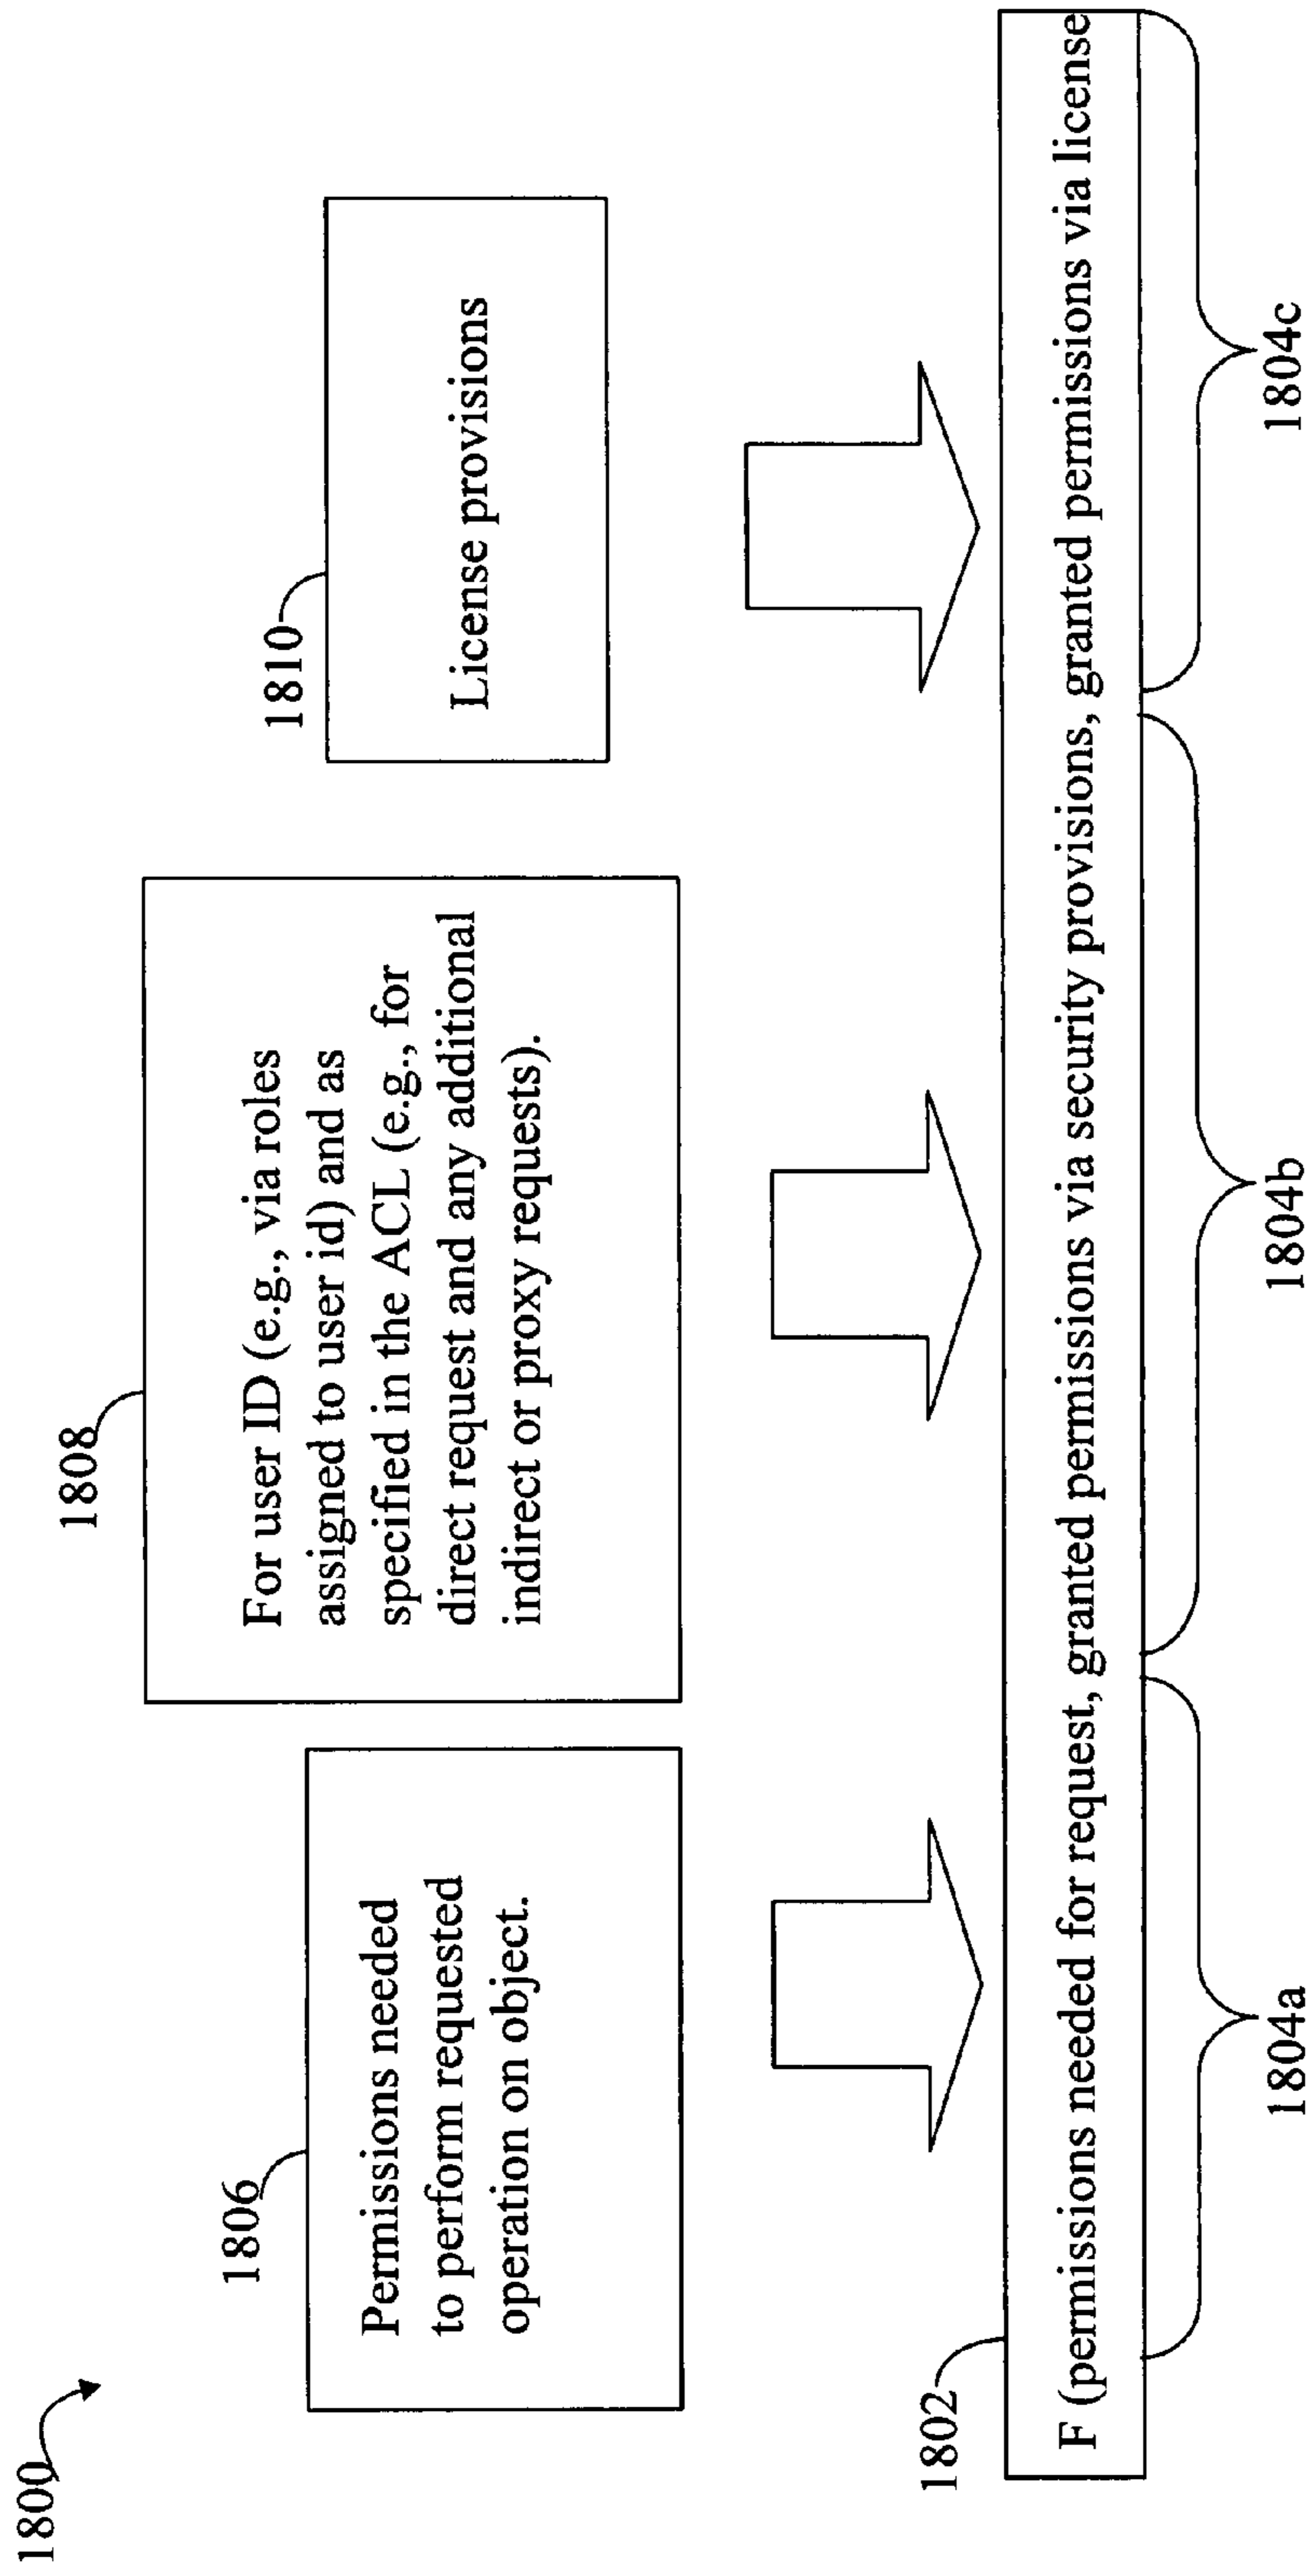 1800
1806
Permissions needed
to perform requested
operation on object.
1808
For user ID (e.g., via roles
assigned to user id) and as
specified in the ACL (e.g., for
direct request and any additional
indirect or proxy requests).
1810
License provisions
1802
F (permissions needed for request, granted permissions via security provisions, granted permissions via license
1804a
1804b
1804c